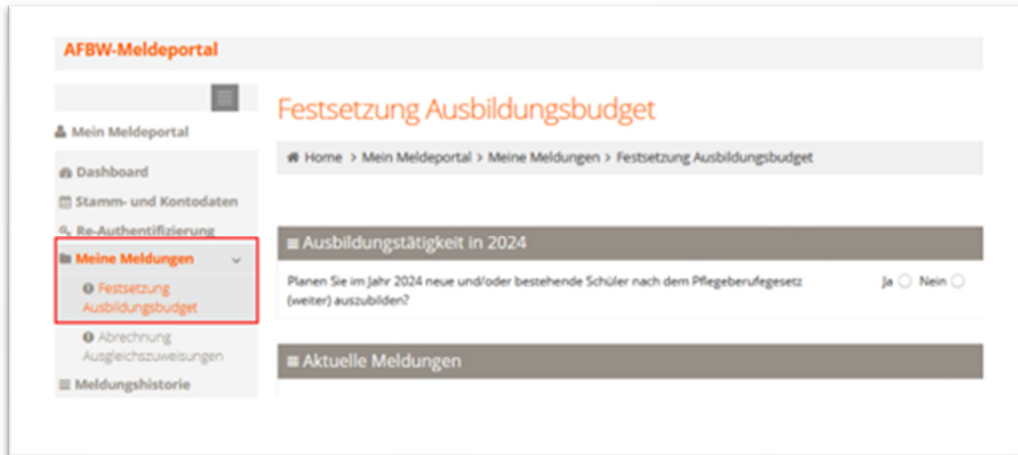 AFBW-Meldeportal
Mein Meldeportal
Dashboard
Stamm- und Kontodaten
Re-Authentifizierung
Meine Meldungen
Festsetzung
Ausbildungsbudget
Abrechnung
Ausgleichszuweisungen
Meldungshistorie
Festsetzung Ausbildungsbudget
Home > Mein Meldeportal > Meine Meldungen > Festsetzung Ausbildungsbudget
Ausbildungstätigkeit in 2024
Planen Sie im Jahr 2024 neue und/oder bestehende Schüler nach dem Pflegeberufegesetz Ja Nein
(weiter) auszubilden?
Aktuelle Meldungen